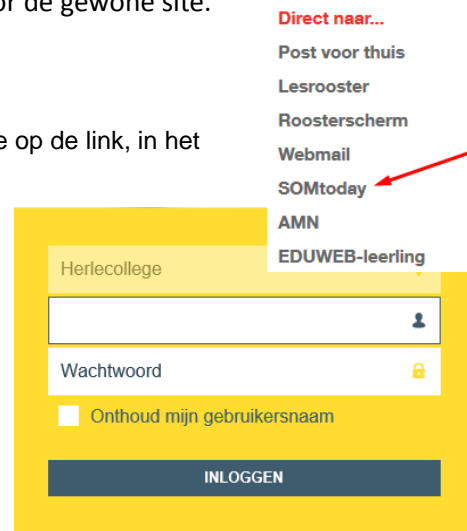 or de gewone site.
e op de link, in het
Direct naar...
Post voor thuis
Lesrooster
Roosterscherm
Webmail
SOMtoday
AMN
EDUWEB-leerling
Herlecollege
Wachtwoord
Onthoud mijn gebruikersnaam
INLOGGEN